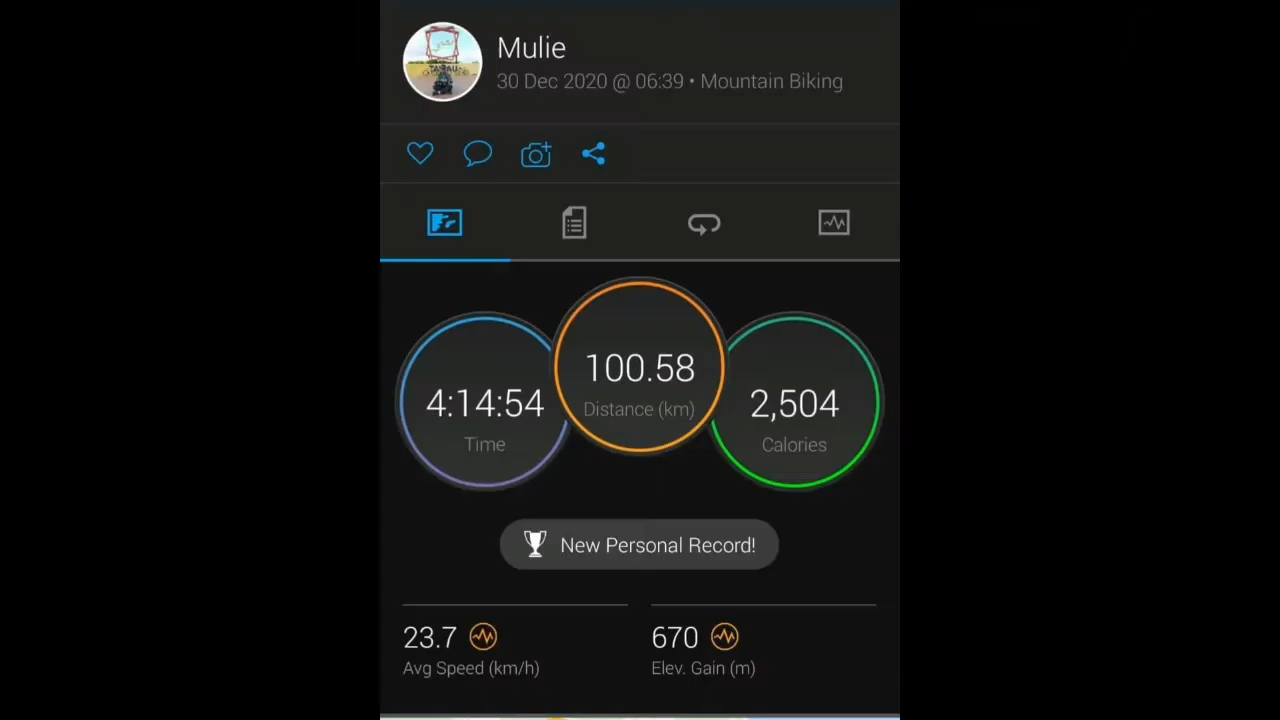 Mulie
30 Dec 2020 @ 06:39 • Mountain Biking
100.58
Distance (km)
4:14:54
Time
2,504
Calories
New Personal Record!
23.7
Avg Speed (km/h)
670
Elev. Gain (m)